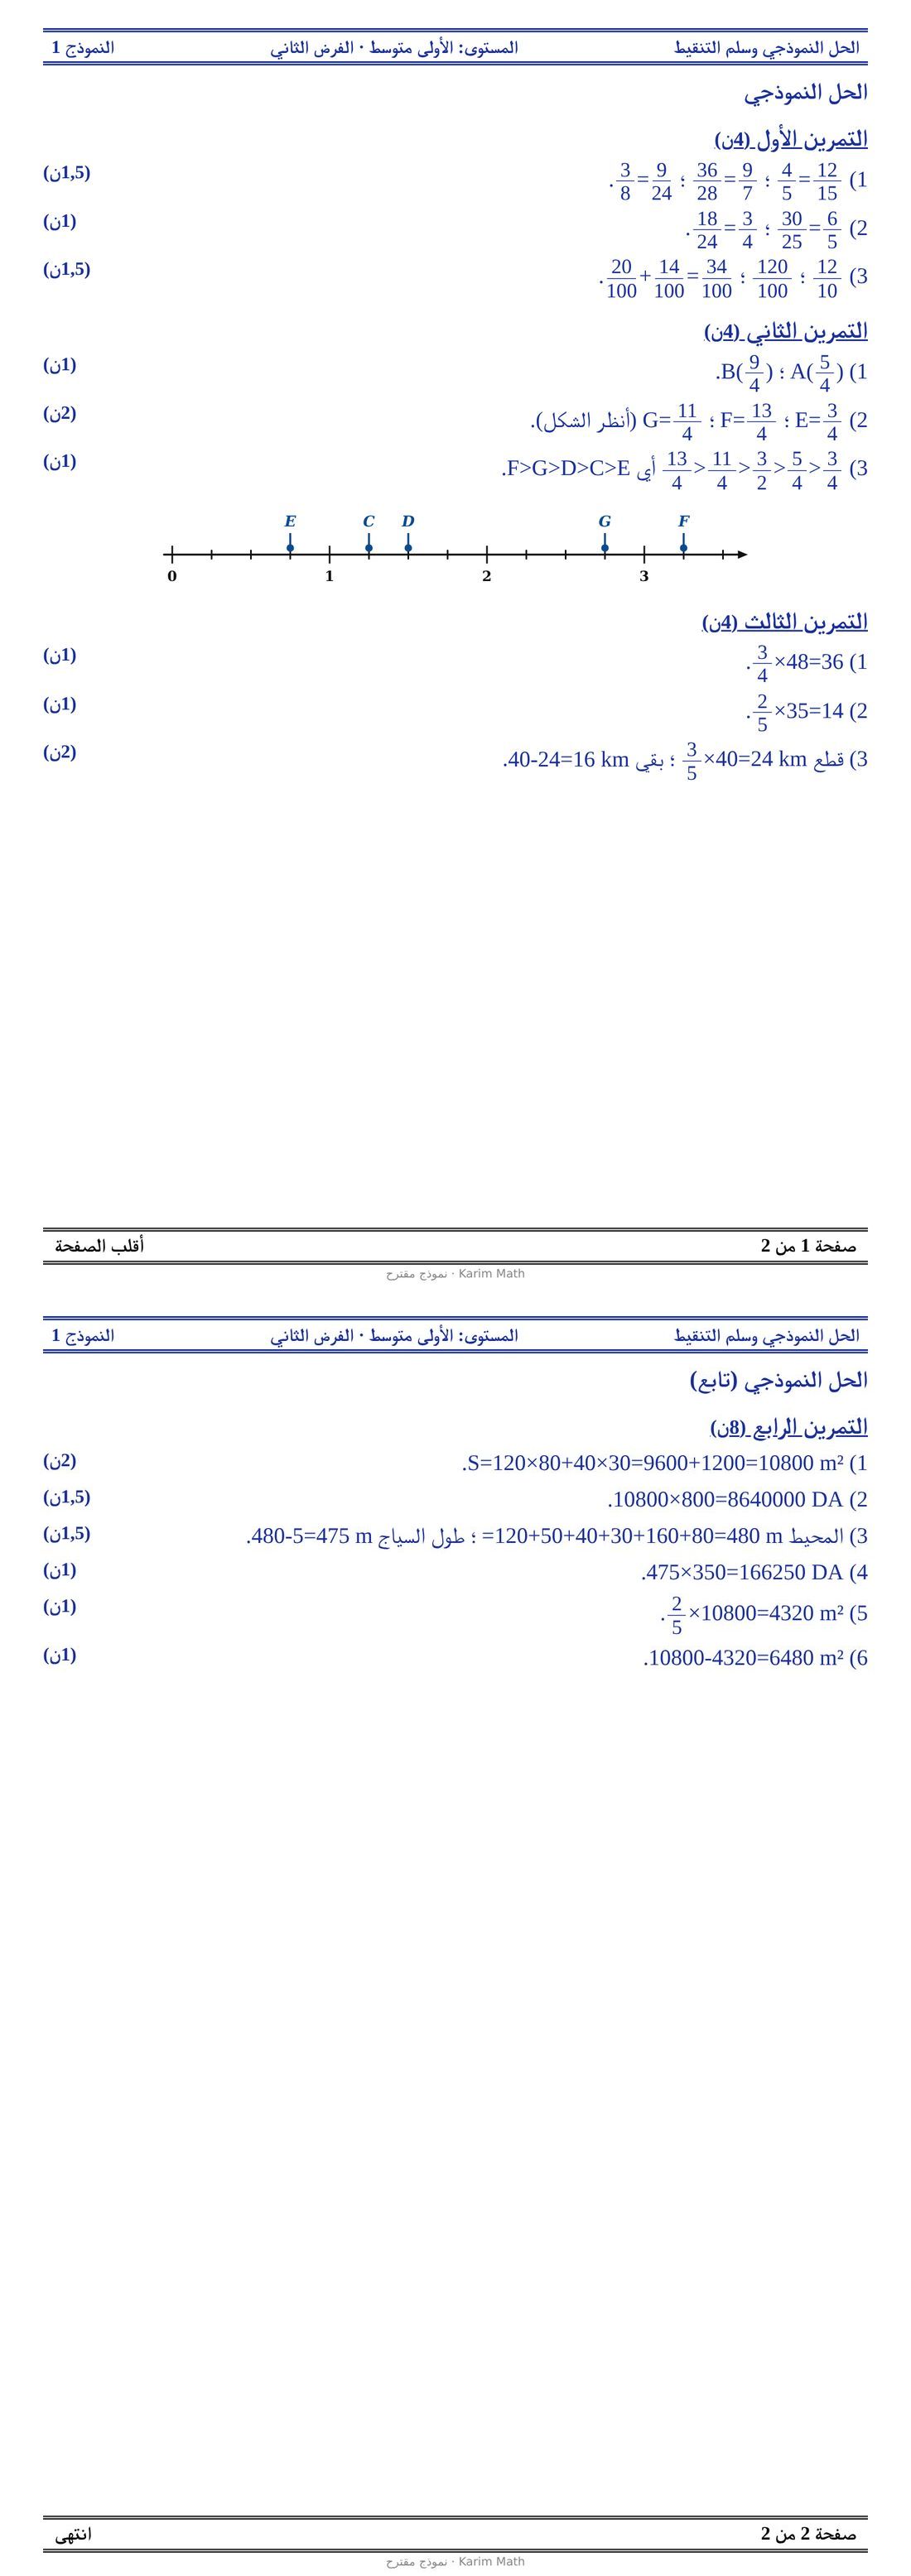 الحل النموذجي وسلم التنقيط المستوى: الأولى متوسط · الفرض الثاني النموذج 1
الحل النموذجي
التمرين الأول (4ن)
1) 4/5=12/15 ؛ 36/28=9/7 ؛ 3/8=9/24. (1,5ن)
2) 30/25=6/5 ؛ 18/24=3/4. (1ن)
3) 12/10 ؛ 120/100 ؛ 20/100+14/100=34/100. (1,5ن)
التمرين الثاني (4ن)
1) A(5/4) ؛ B(9/4). (1ن)
2) E=3/4 ؛ F=13/4 ؛ G=11/4 (أنظر الشكل). (2ن)
3) 13/4>11/4>3/2>5/4>3/4 أي F>G>D>C>E. (1ن)
E C D G F
0 1 2 3
التمرين الثالث (4ن)
1) 3/4×48=36. (1ن)
2) 2/5×35=14. (1ن)
3) قطع 3/5×40=24 km ؛ بقي 40-24=16 km. (2ن)
صفحة 1 من 2 أقلب الصفحة
Karim Math · نموذج مقترح
الحل النموذجي وسلم التنقيط المستوى: الأولى متوسط · الفرض الثاني النموذج 1
الحل النموذجي (تابع)
التمرين الرابع (8ن)
1) S=120×80+40×30=9600+1200=10800 m². (2ن)
2) 10800×800=8640000 DA. (1,5ن)
3) المحيط =120+50+40+30+160+80=480 m ؛ طول السياج 480-5=475 m. (1,5ن)
4) 475×350=166250 DA. (1ن)
5) 2/5×10800=4320 m². (1ن)
6) 10800-4320=6480 m². (1ن)
صفحة 2 من 2 انتهى
Karim Math · نموذج مقترح